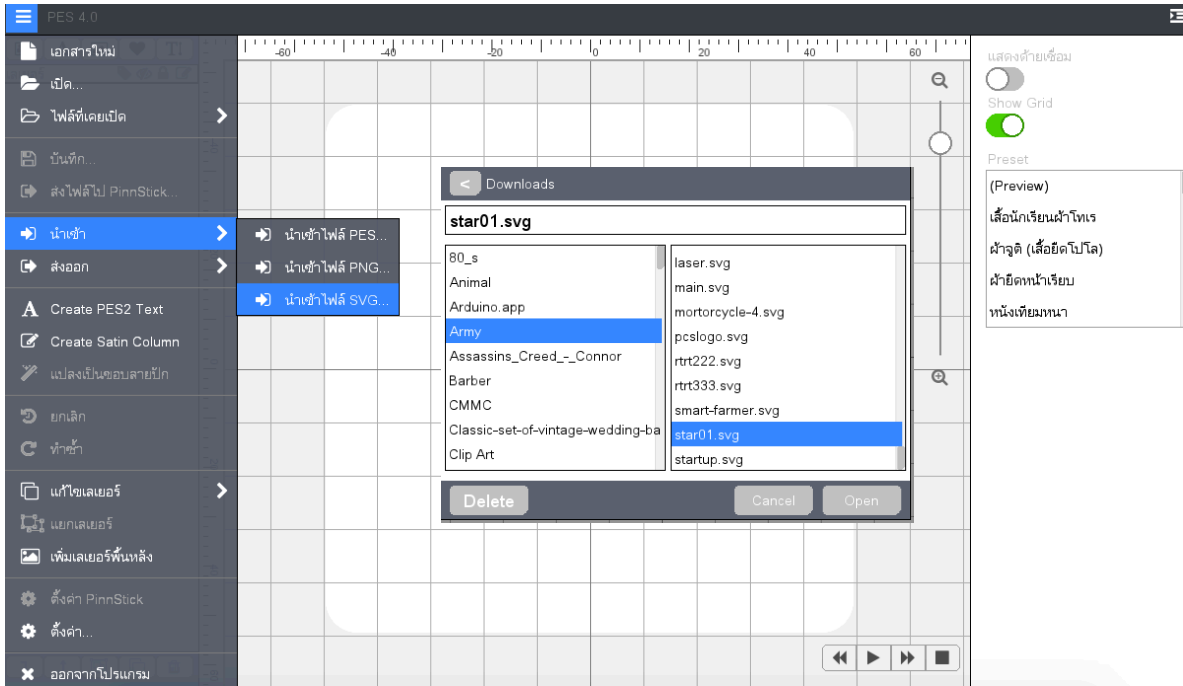 PES 4.0
เอกสารใหม่
เปิด...
ไฟล์ที่เคยเปิด
บันทึก...
ส่งไฟล์ไป PinnStick...
นำเข้า
ส่งออก
Create PES2 Text
Create Satin Column
แปลงเป็นขอบลายปัก
ยกเลิก
ทำซ้ำ
แก้ไขเลเยอร์
แยกเลเยอร์
เพิ่มเลเยอร์พื้นหลัง
ตั้งค่า PinnStick
ตั้งค่า...
ออกจากโปรแกรม
นำเข้าไฟล์ PES...
นำเข้าไฟล์ PNG...
นำเข้าไฟล์ SVG...
-60 -40 -20 0 20 40 60
< Downloads
star01.svg
80_s
Animal
Arduino.app
Army
Assassins_Creed_-_Connor
Barber
CMMC
Classic-set-of-vintage-wedding-ba
Clip Art
laser.svg
main.svg
mortorcycle-4.svg
pcslogo.svg
rtrt222.svg
rtrt333.svg
smart-farmer.svg
star01.svg
startup.svg
Delete
Cancel
Open
แสดงด้ายเชื่อม
Show Grid
Preset
(Preview)
เสื้อนักเรียนผ้าโทเร
ผ้าจูติ (เสื้อยืดโปโล)
ผ้ายืดหน้าเรียบ
หนังเทียมหนา